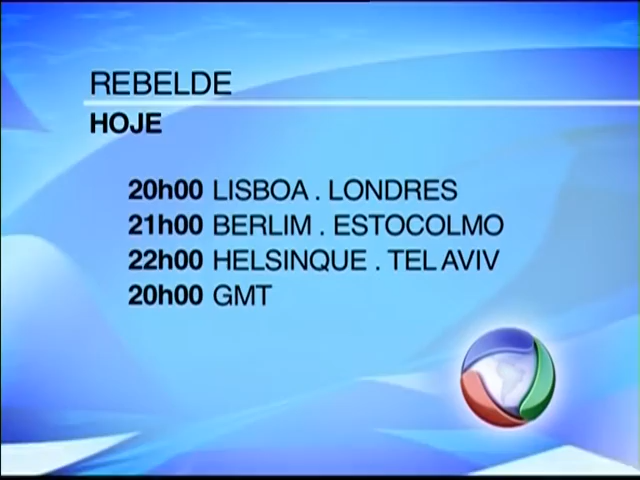 REBELDE
HOJE
20h00 LISBOA . LONDRES
21h00 BERLIM . ESTOCOLMO
22h00 HELSINQUE . TEL AVIV
20h00 GMT